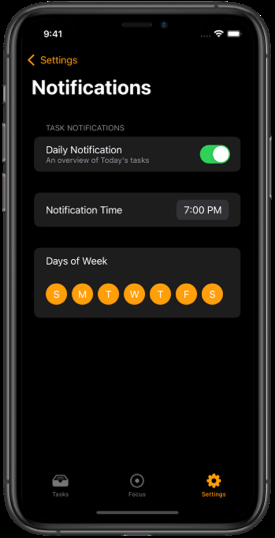 9:41
Settings
Notifications
TASK NOTIFICATIONS
Daily Notification
An overview of Today's tasks
Notification Time
7:00 PM
Days of Week
S M T W T F S
Tasks Focus Settings